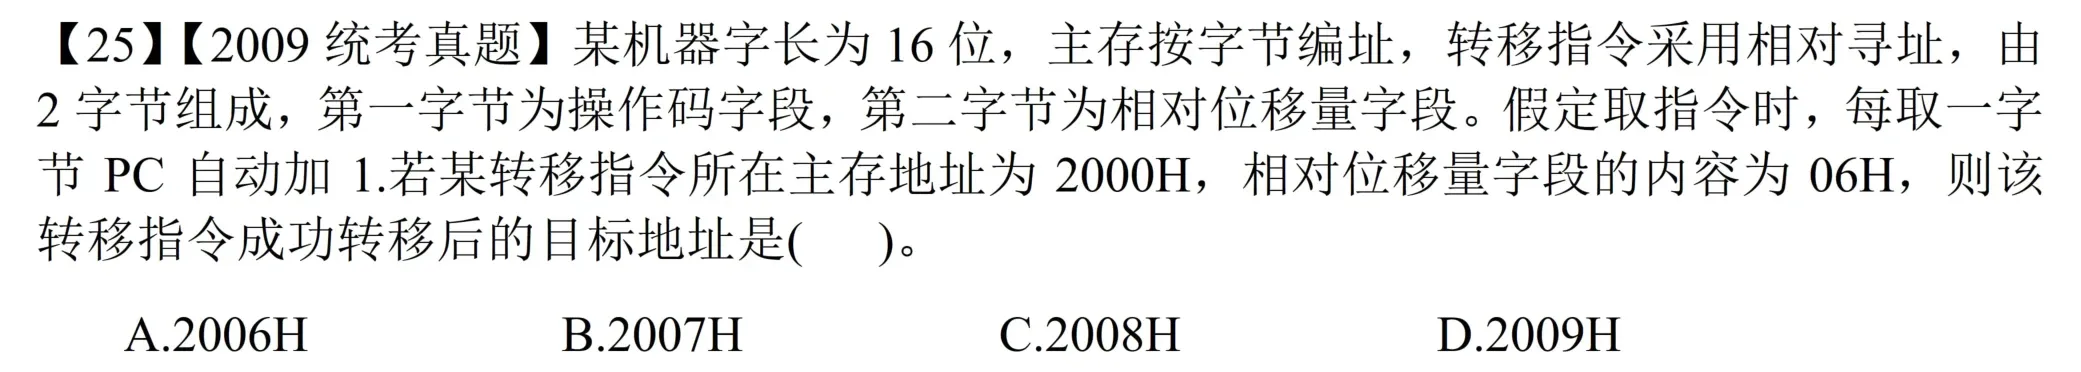 【25】【2009 统考真题】某机器字长为 16 位，主存按字节编址，转移指令采用相对寻址，由
2 字节组成，第一字节为操作码字段，第二字节为相对位移量字段。假定取指令时，每取一字
节 PC 自动加 1.若某转移指令所在主存地址为 2000H，相对位移量字段的内容为 06H，则该
转移指令成功转移后的目标地址是(  )。
A.2006H B.2007H C.2008H D.2009H